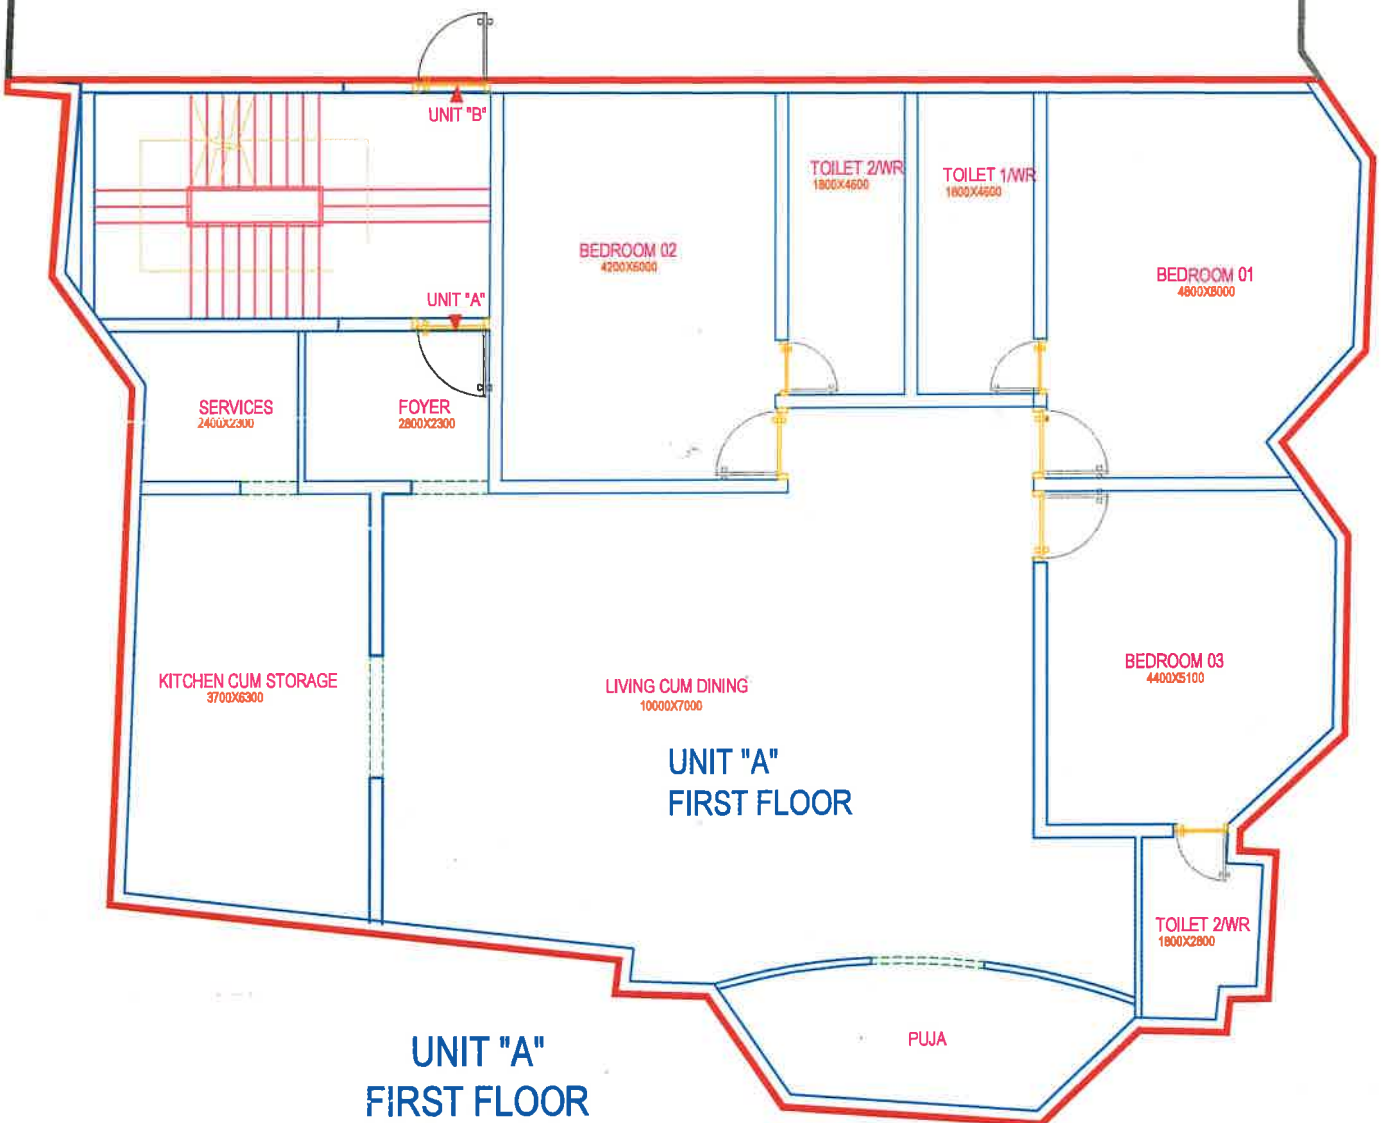 UNIT "B"
TOILET 2/WR
1800X4600
TOILET 1/WR
1800X4600
BEDROOM 02
4200X6000
BEDROOM 01
4800X8000
UNIT "A"
SERVICES
2400X2300
FOYER
2800X2300
KITCHEN CUM STORAGE
3700X6300
LIVING CUM DINING
10000X7000
BEDROOM 03
4400X5100
UNIT "A"
FIRST FLOOR
TOILET 2/WR
1800X2800
PUJA
UNIT "A"
FIRST FLOOR